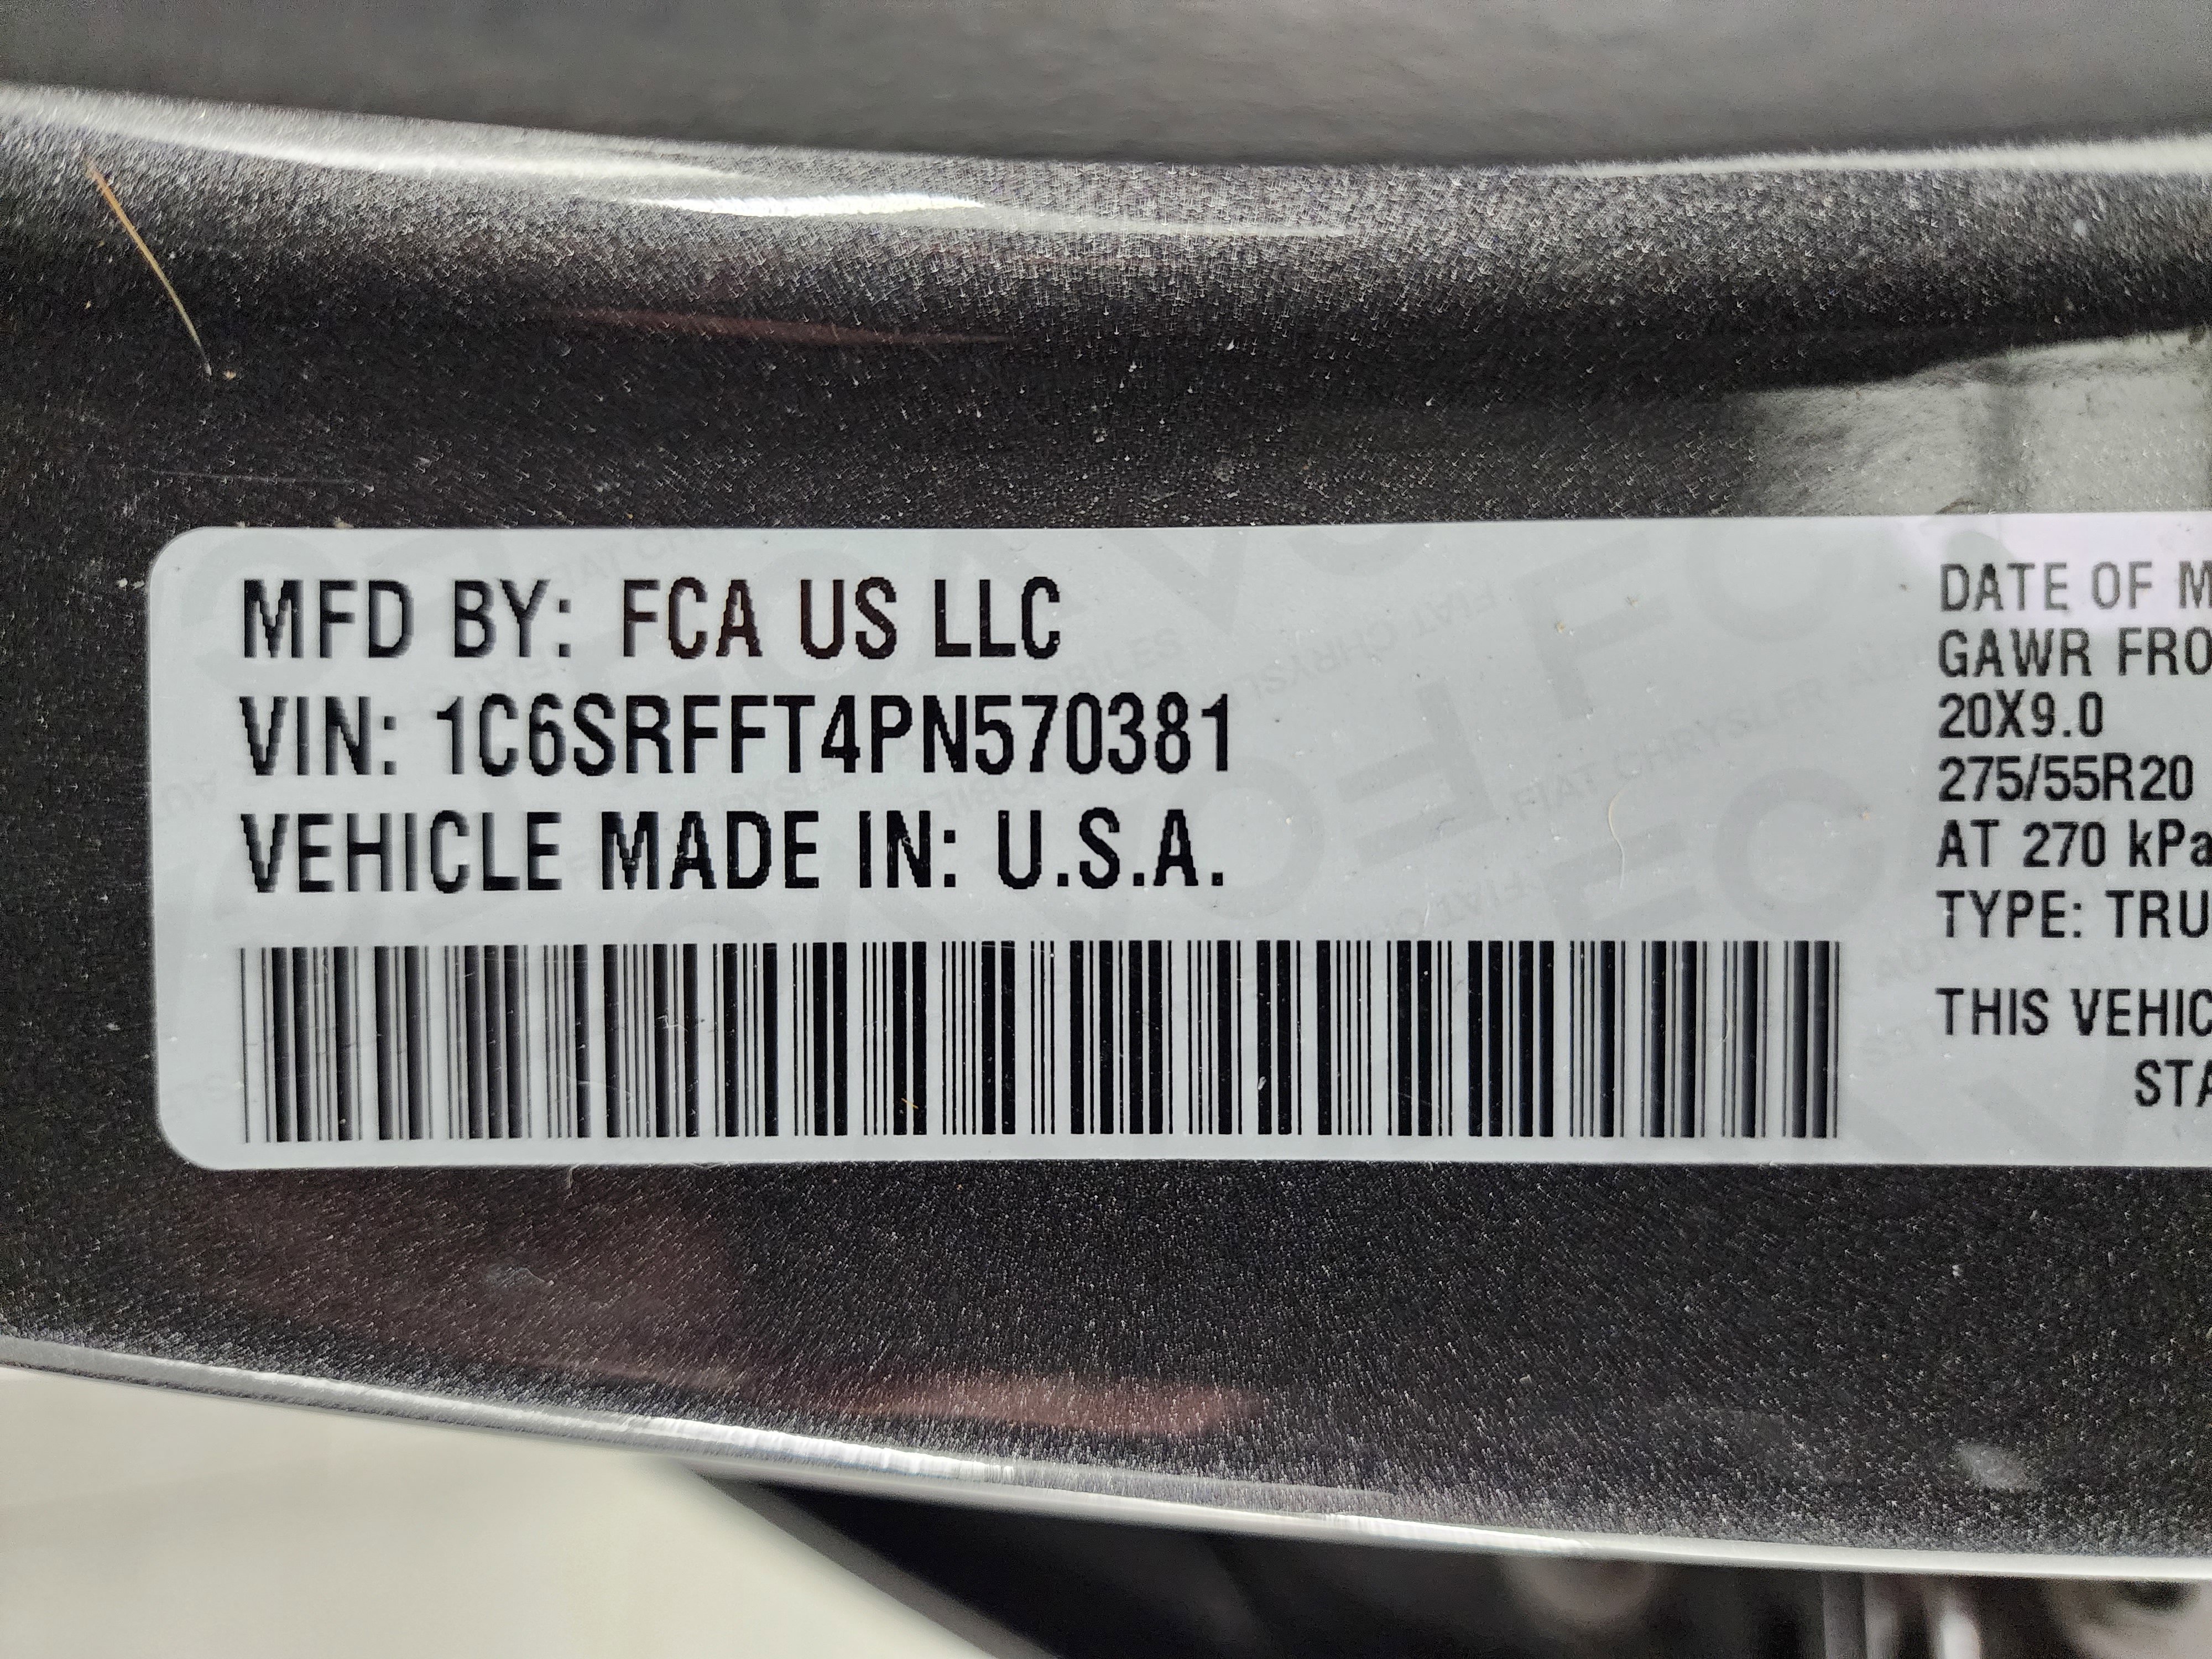 MFD BY: FCA US LLC
VIN: 1C6SRFFT4PN570381
VEHICLE MADE IN: U.S.A.
DATE OF M
GAWR FRO
20X9.0
275/55R20
AT 270 kPa
TYPE: TRU
THIS VEHIC
STA